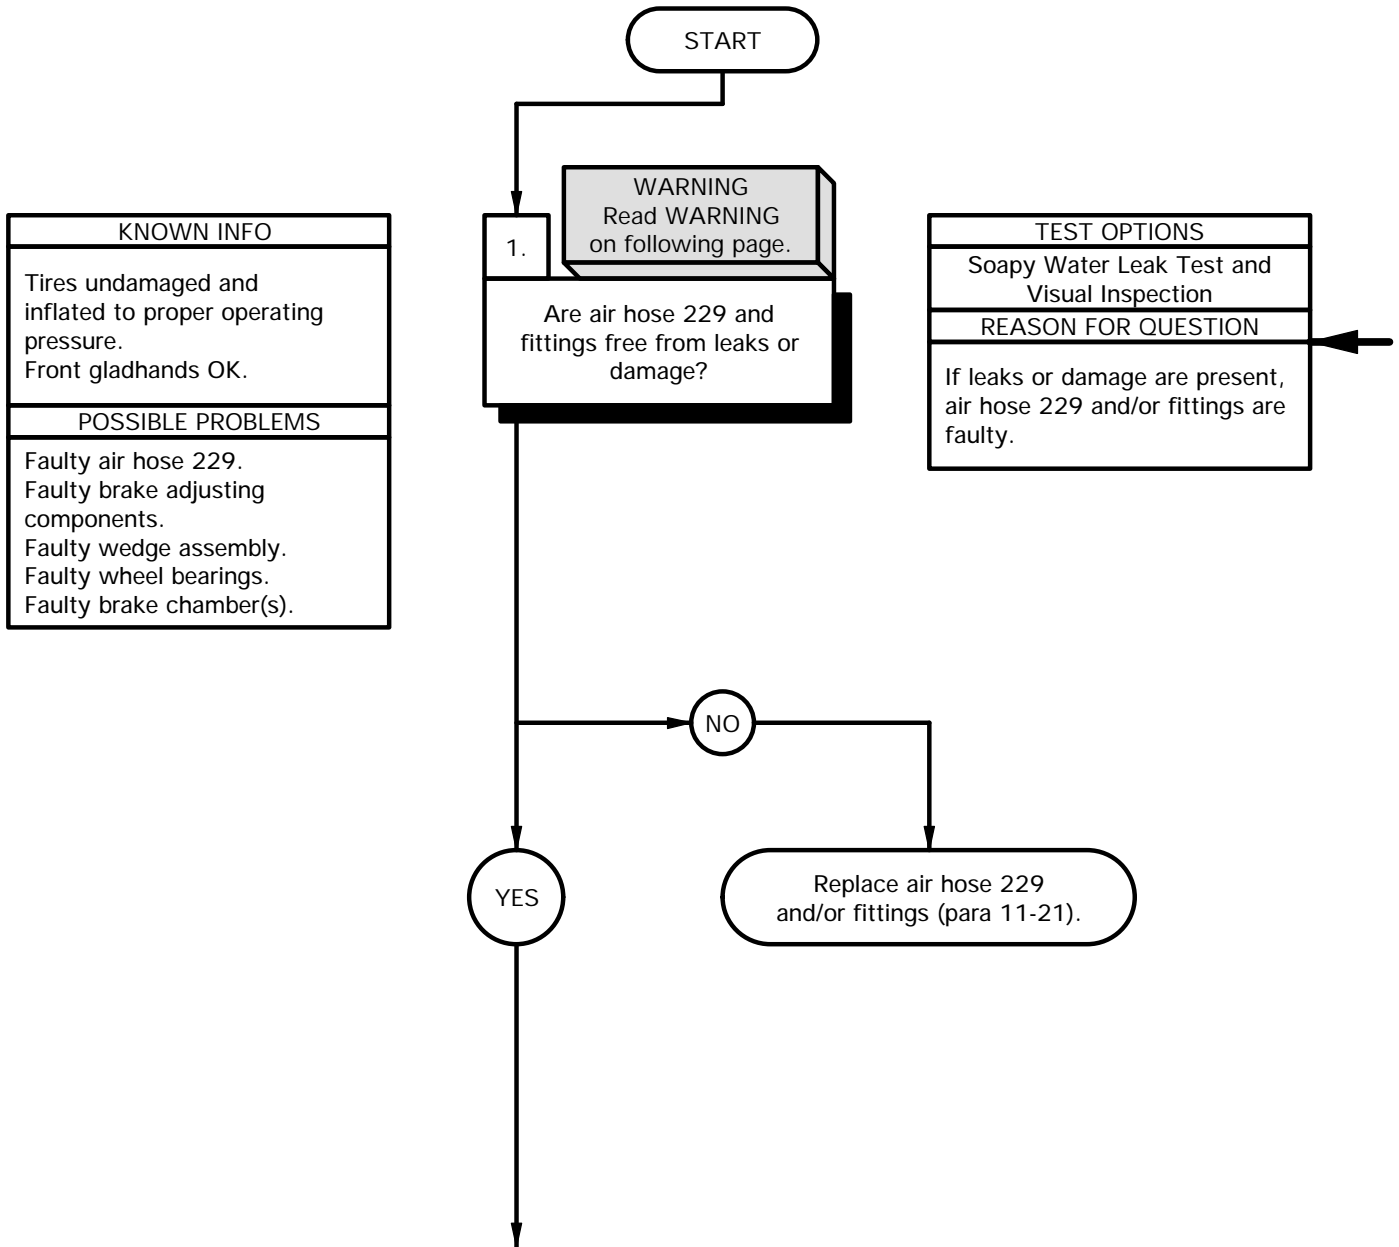 START
KNOWN INFO
Tires undamaged and
inflated to proper operating
pressure.
Front gladhands OK.
POSSIBLE PROBLEMS
Faulty air hose 229.
Faulty brake adjusting
components.
Faulty wedge assembly.
Faulty wheel bearings.
Faulty brake chamber(s).
WARNING
Read WARNING
on following page.
1.
Are air hose 229 and
fittings free from leaks or
damage?
TEST OPTIONS
Soapy Water Leak Test and
Visual Inspection
REASON FOR QUESTION
If leaks or damage are present,
air hose 229 and/or fittings are
faulty.
NO
YES
Replace air hose 229
and/or fittings (para 11-21).